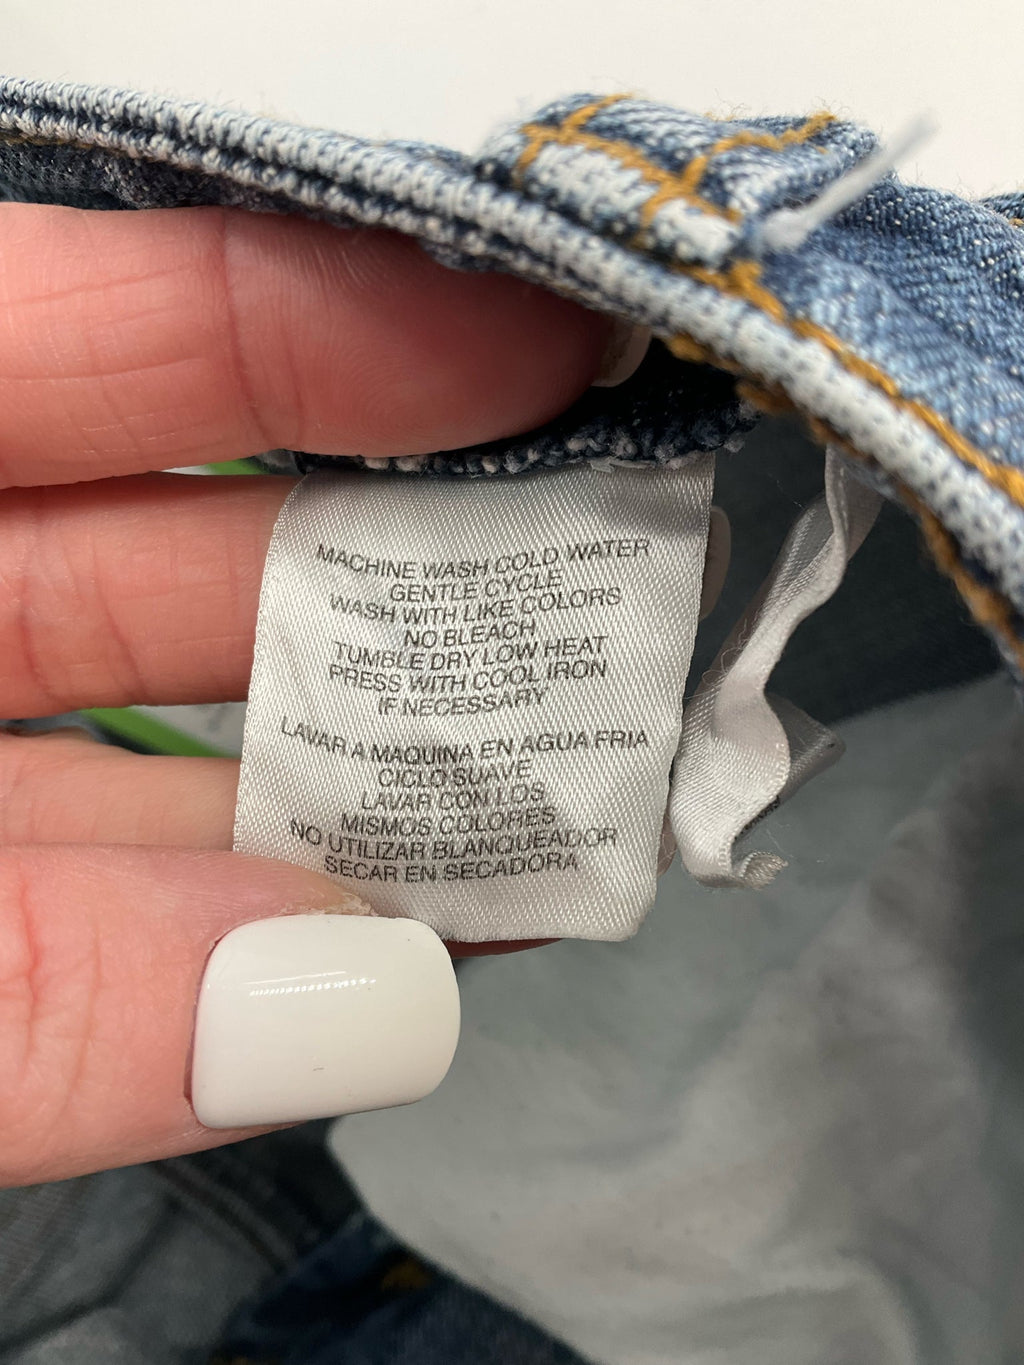 MACHINE WASH COLD WATER
GENTLE CYCLE
WASH WITH LIKE COLORS
NO BLEACH
TUMBLE DRY LOW HEAT
PRESS WITH COOL IRON
IF NECESSARY
LAVAR A MAQUINA EN AGUA FRIA
CICLO SUAVE
LAVAR CON LOS
MISMOS COLORES
NO UTILIZAR BLANQUEADOR
SECAR EN SECADORA